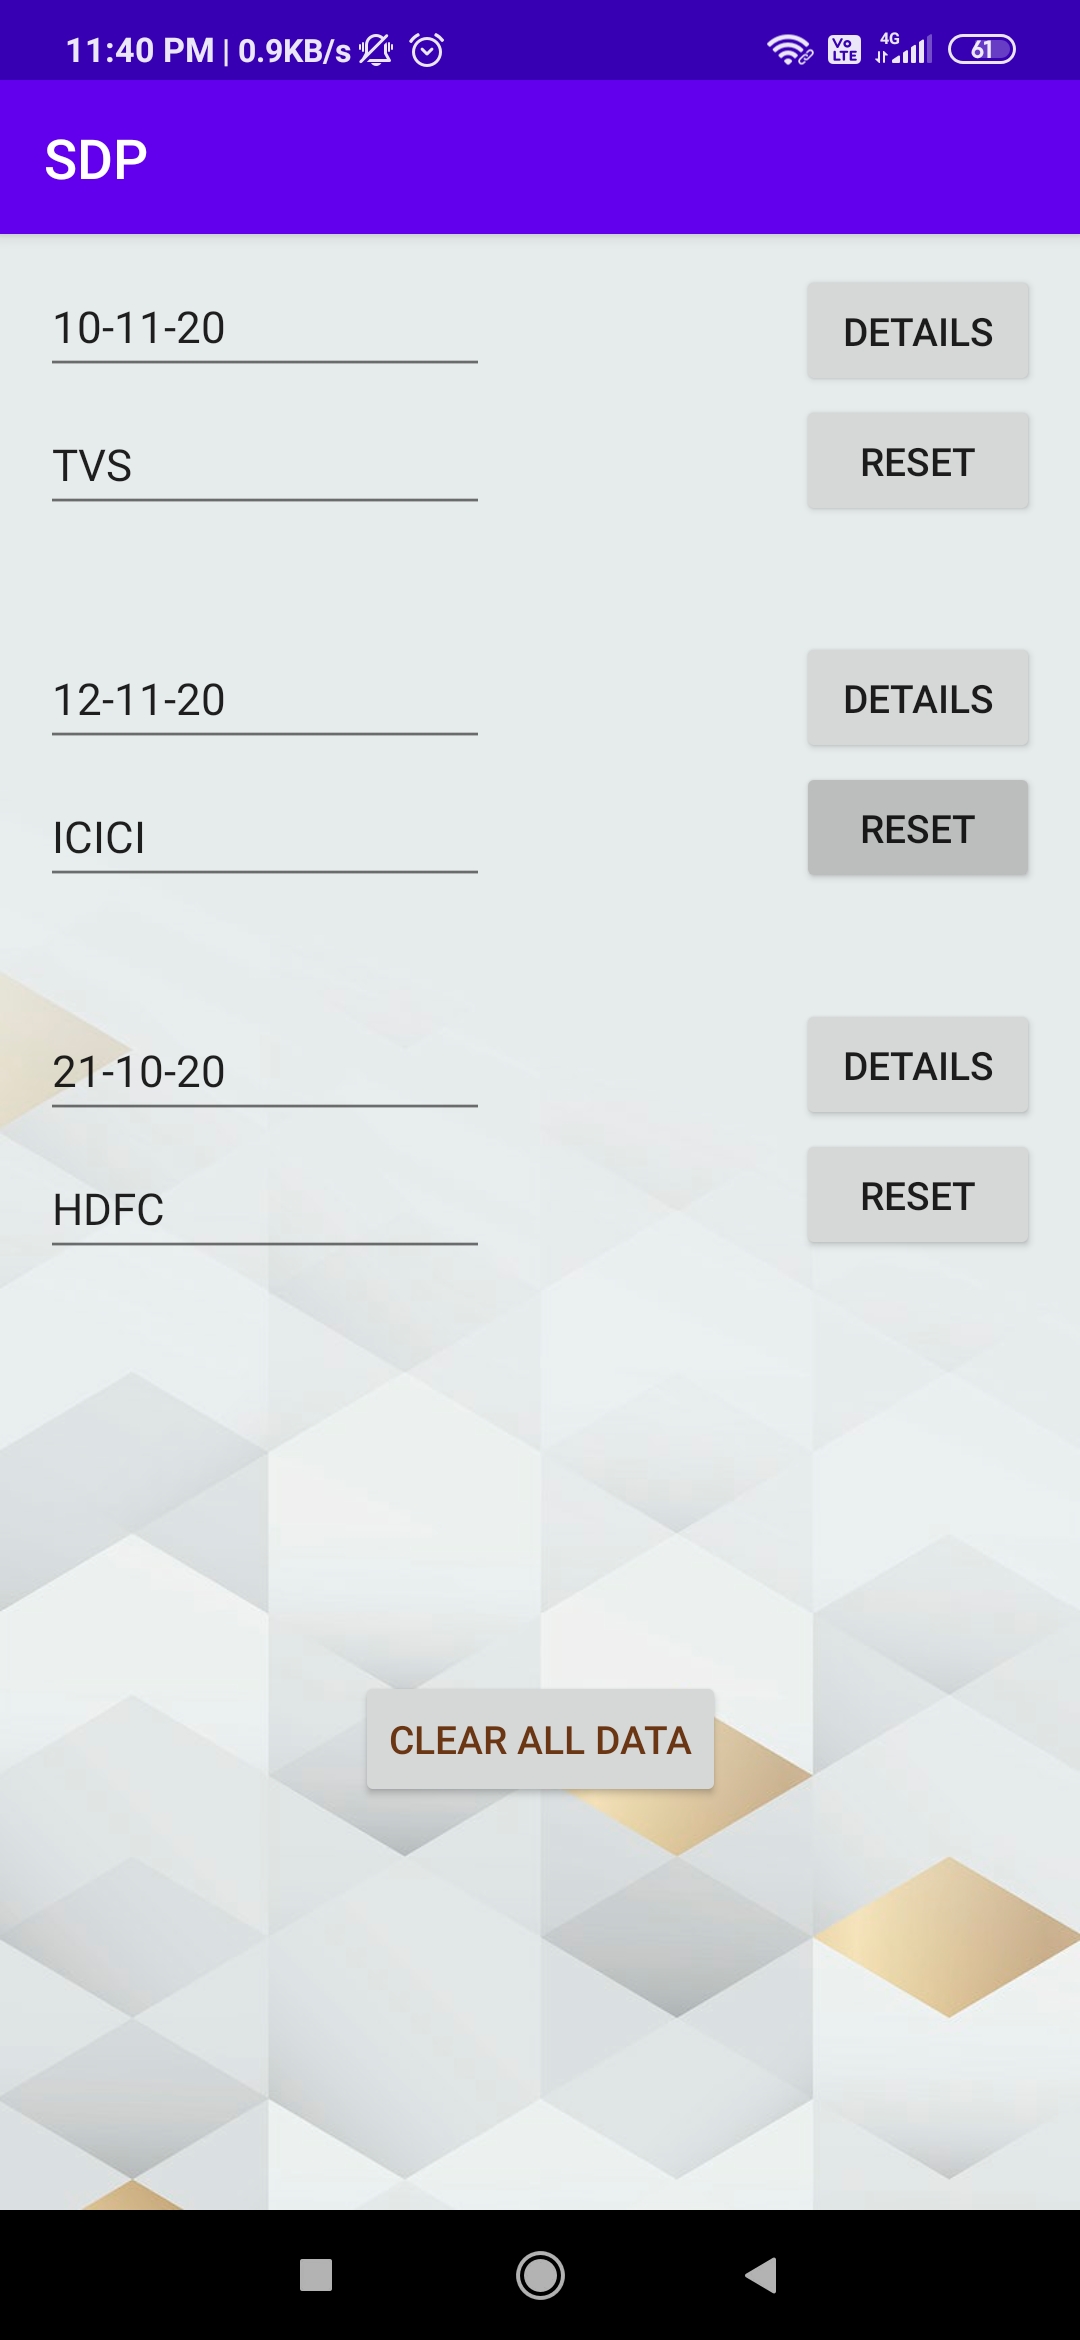 11:40 PM | 0.9KB/s Vo LTE 4G 61
SDP
10-11-20
DETAILS
TVS
RESET
12-11-20
DETAILS
ICICI
RESET
21-10-20
DETAILS
HDFC
RESET
CLEAR ALL DATA